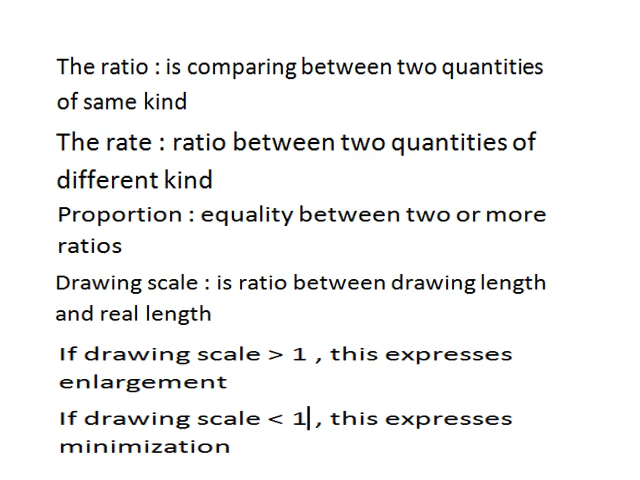 The ratio : is comparing between two quantities
of same kind
The rate : ratio between two quantities of
different kind
Proportion : equality between two or more
ratios
Drawing scale : is ratio between drawing length
and real length
If drawing scale > 1 , this expresses
enlargement
If drawing scale < 1 , this expresses
minimization